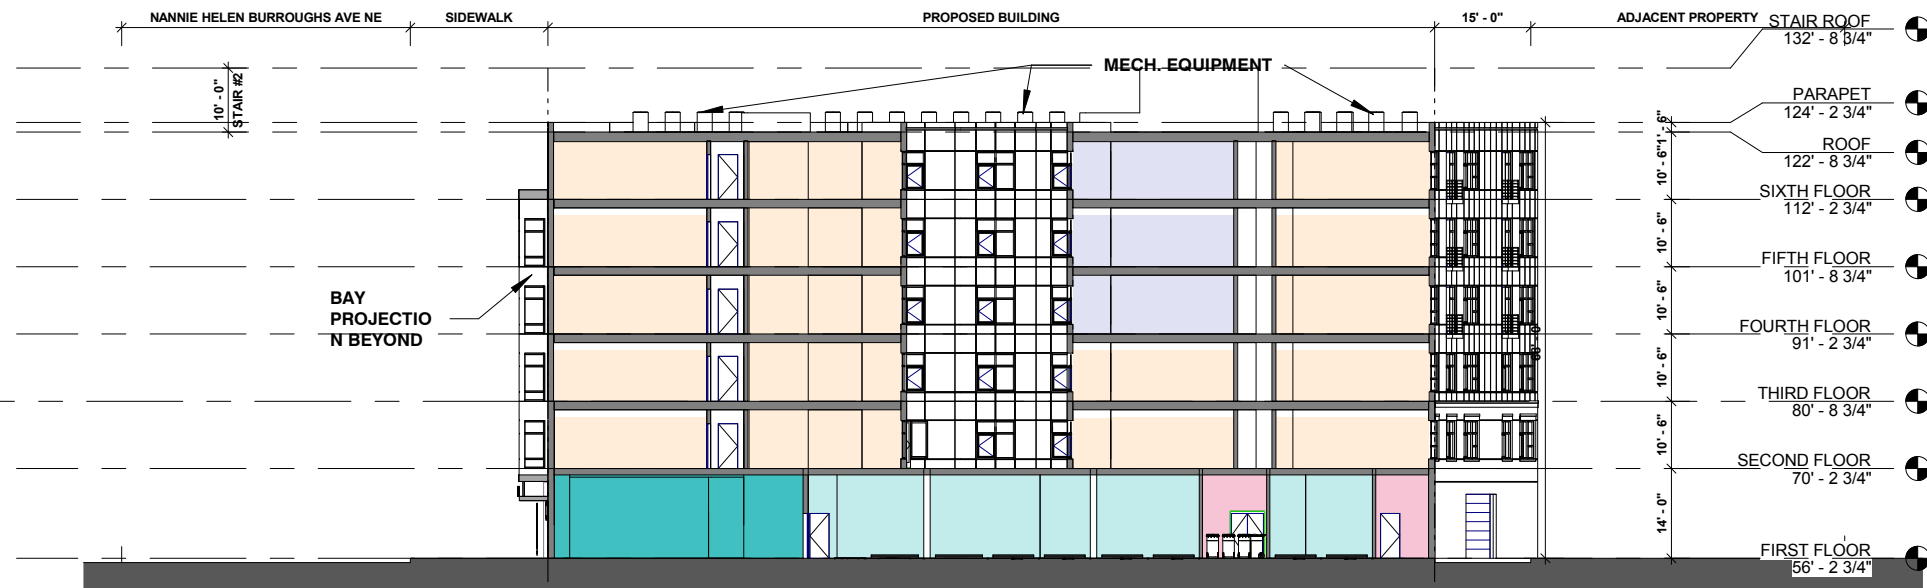 NANNIE HELEN BURROUGHS AVE NE
SIDEWALK
PROPOSED BUILDING
15' - 0"
ADJACENT PROPERTY
STAIR ROOF
132' - 8 3/4"
10' - 0"
STAIR #2
MECH. EQUIPMENT
PARAPET
124' - 2 3/4"
1' - 6"
ROOF
122' - 8 3/4"
10' - 6"
SIXTH FLOOR
112' - 2 3/4"
10' - 6"
FIFTH FLOOR
101' - 8 3/4"
BAY
PROJECTIO
N BEYOND
10' - 6"
FOURTH FLOOR
91' - 2 3/4"
10' - 6"
THIRD FLOOR
80' - 8 3/4"
10' - 6"
SECOND FLOOR
70' - 2 3/4"
14' - 0"
FIRST FLOOR
56' - 2 3/4"